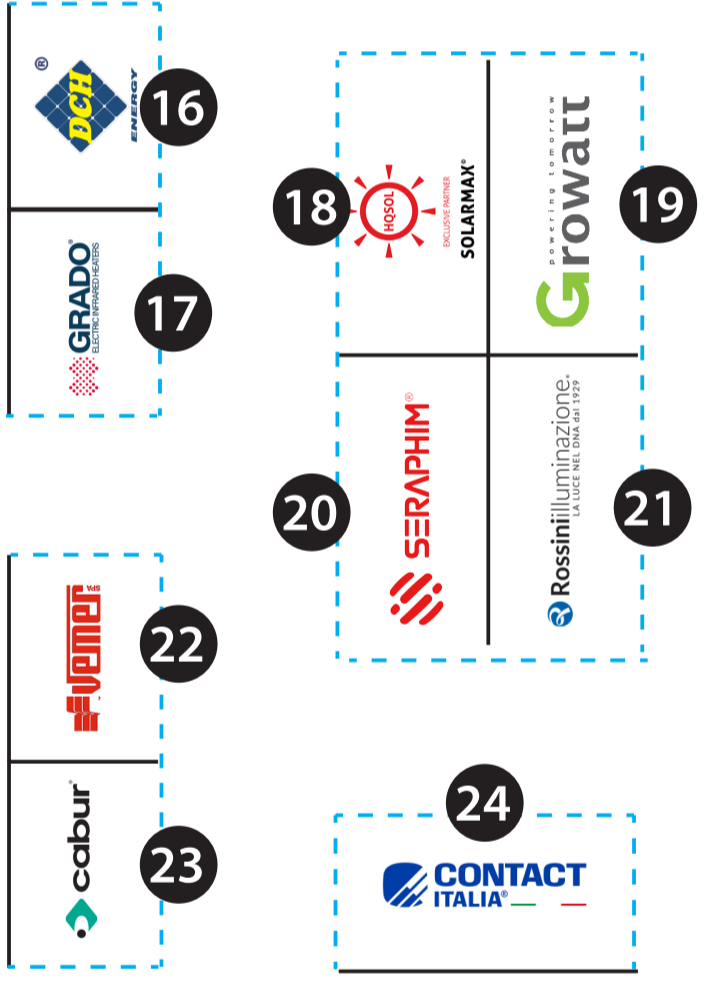 ®
DCH
ENERGY
16
GRADO®
ELECTRIC INFRARED HEATERS
17
18
HQSOL
EXCLUSIVE PARTNER
SOLARMAX®
powering tomorrow
Growatt
19
20
SERAPHIM®
Rossiniilluminazione®
LA LUCE NEL DNA dal 1929
21
vemer
SPA
22
cabur®
23
24
CONTACT
ITALIA®